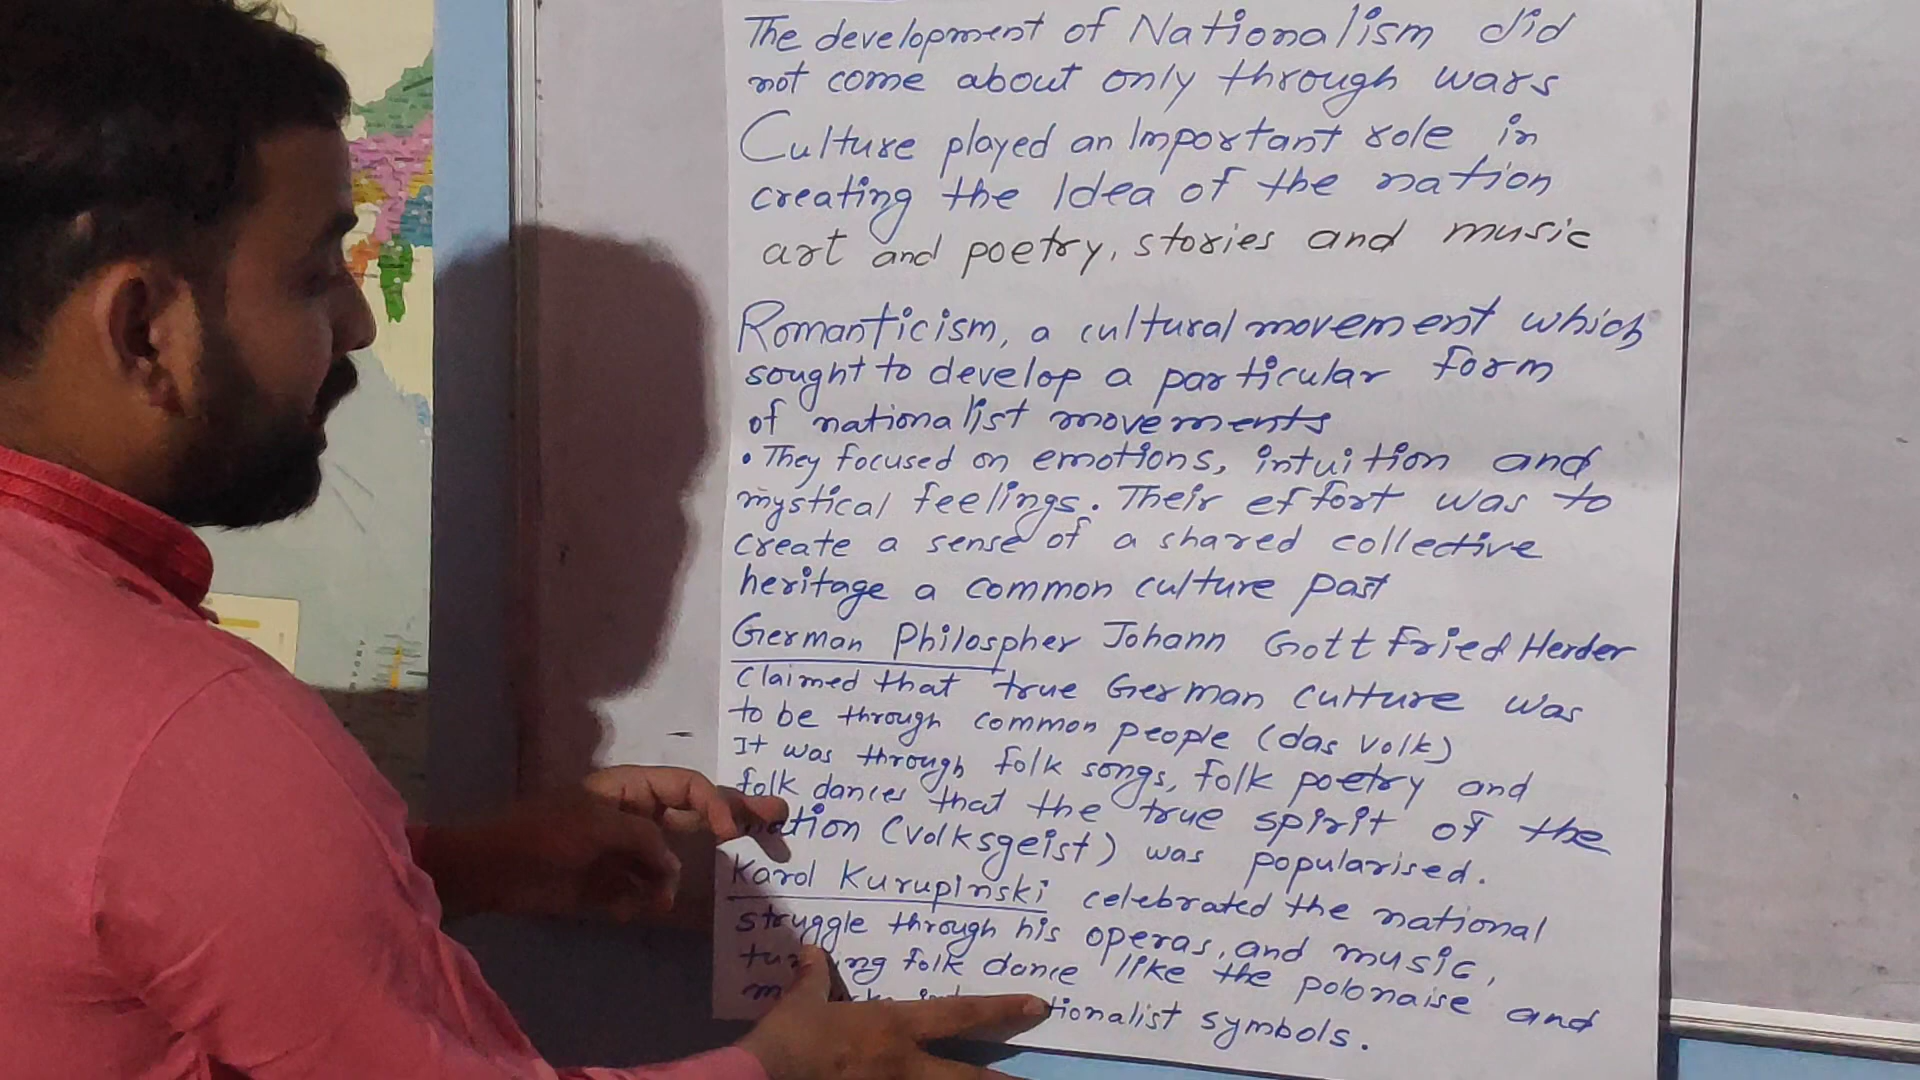 The development of Nationalism did
not come about only through wars
Culture played an Important role in
creating the Idea of the nation
art and poetry, stories and music
Romanticism, a cultural movement which
sought to develop a particular form
of nationalist movements
• They focused on emotions, intuition and
mystical feelings. Their effort was to
create a sense of a shared collective
heritage a common culture past
German Philospher Johann Gottfried Herder
claimed that true German culture was
to be through common people (das volk)
It was through folk songs, folk poetry and
folk dances that the true spirit of the
nation (volksgeist) was popularised.
Karol Kurupinski celebrated the national
struggle through his operas, and music,
folk dance like the polonaise and
symbols.